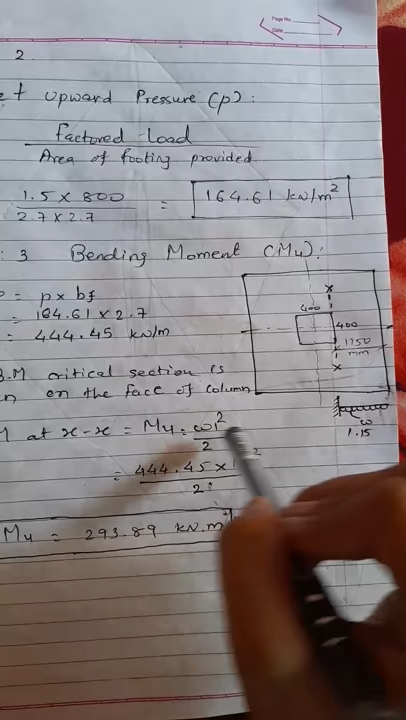 Page No.
Date
2
et Upward Pressure (p):
Factored Load
Area of footing provided
1.5 x 800
2.7 x 2.7
= 164.61 kN/m²
: 3 Bending Moment (Mu):
= p x bf
= 164.61 x 2.7
= 444.45 kN/m
400
400
1150
mm
B.M critical section is
on the face of column
ω
1.15
M at x-x = Mu = ωl²
2
= 444.45 x 1
2
2
Mu = 293.89 kN.m